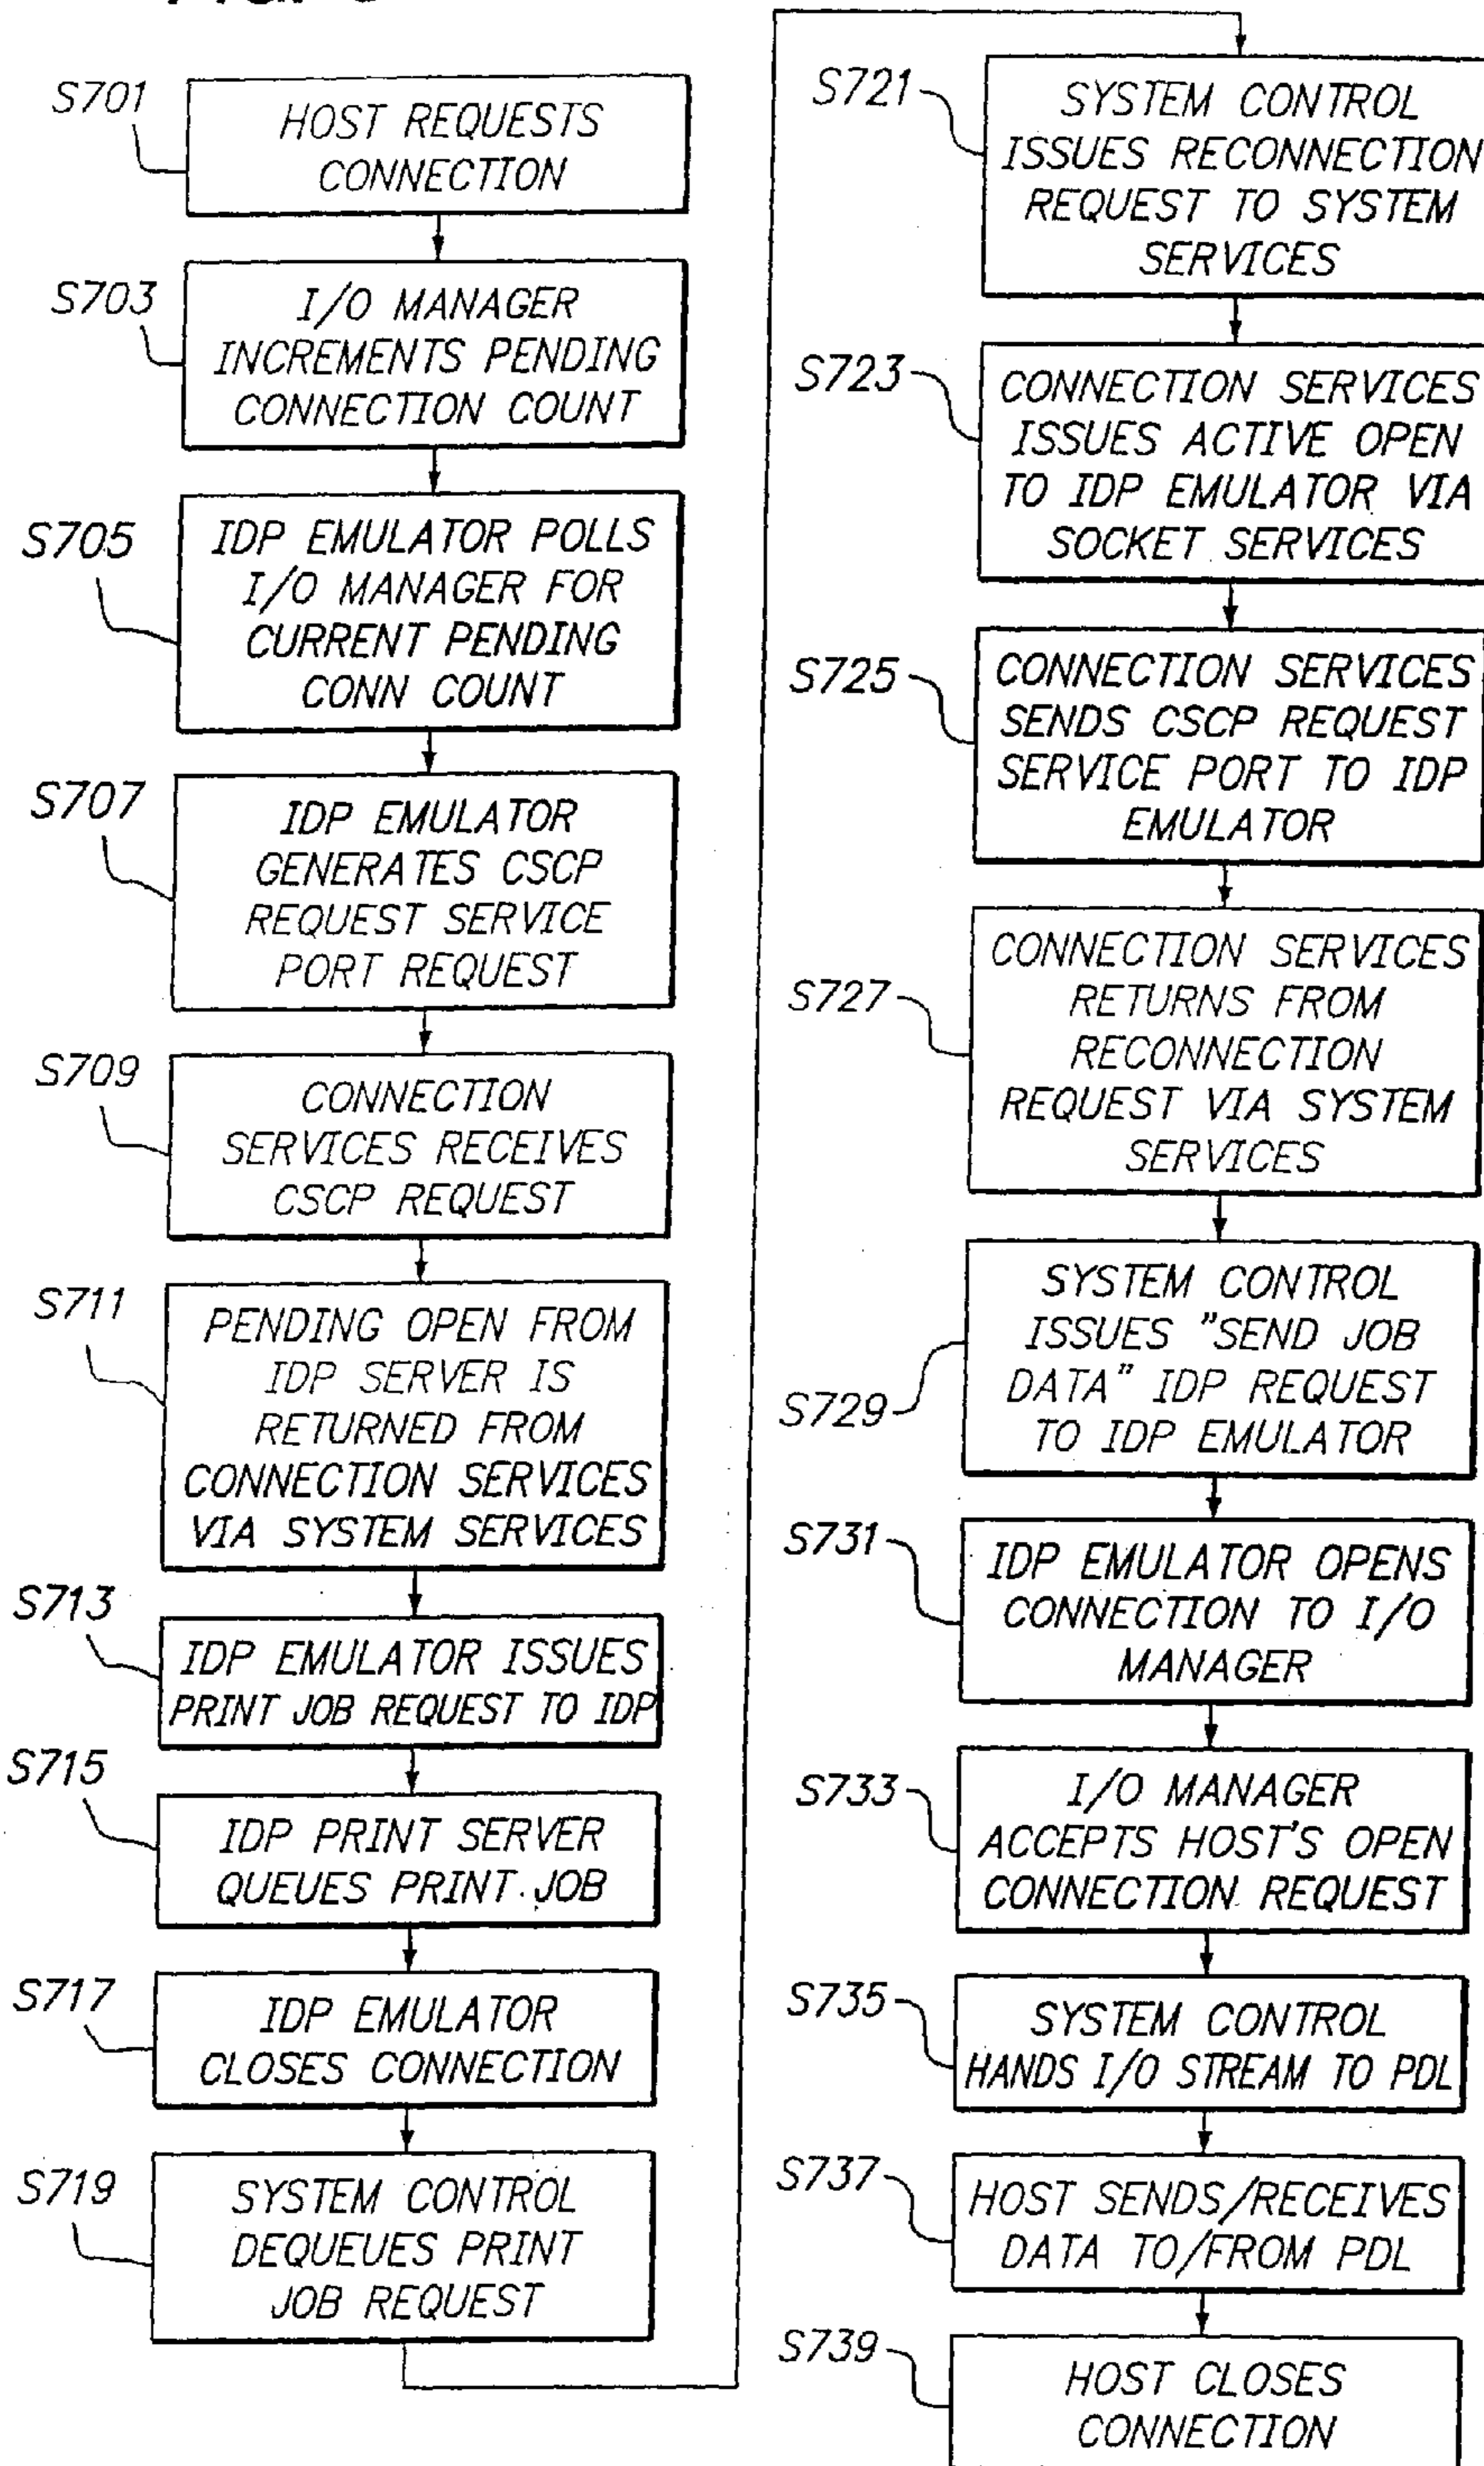 S701
HOST REQUESTS
CONNECTION
S703
I/O MANAGER
INCREMENTS PENDING
CONNECTION COUNT
S705
IDP EMULATOR POLLS
I/O MANAGER FOR
CURRENT PENDING
CONN COUNT
S707
IDP EMULATOR
GENERATES CSCP
REQUEST SERVICE
PORT REQUEST
S709
CONNECTION
SERVICES RECEIVES
CSCP REQUEST
S711
PENDING OPEN FROM
IDP SERVER IS
RETURNED FROM
CONNECTION SERVICES
VIA SYSTEM SERVICES
S713
IDP EMULATOR ISSUES
PRINT JOB REQUEST TO IDP
S715
IDP PRINT SERVER
QUEUES PRINT JOB
S717
IDP EMULATOR
CLOSES CONNECTION
S719
SYSTEM CONTROL
DEQUEUES PRINT
JOB REQUEST
S721
SYSTEM CONTROL
ISSUES RECONNECTION
REQUEST TO SYSTEM
SERVICES
S723
CONNECTION SERVICES
ISSUES ACTIVE OPEN
TO IDP EMULATOR VIA
SOCKET SERVICES
S725
CONNECTION SERVICES
SENDS CSCP REQUEST
SERVICE PORT TO IDP
EMULATOR
S727
CONNECTION SERVICES
RETURNS FROM
RECONNECTION
REQUEST VIA SYSTEM
SERVICES
S729
SYSTEM CONTROL
ISSUES "SEND JOB
DATA" IDP REQUEST
TO IDP EMULATOR
S731
IDP EMULATOR OPENS
CONNECTION TO I/O
MANAGER
S733
I/O MANAGER
ACCEPTS HOST'S OPEN
CONNECTION REQUEST
S735
SYSTEM CONTROL
HANDS I/O STREAM TO PDL
S737
HOST SENDS/RECEIVES
DATA TO/FROM PDL
S739
HOST CLOSES
CONNECTION